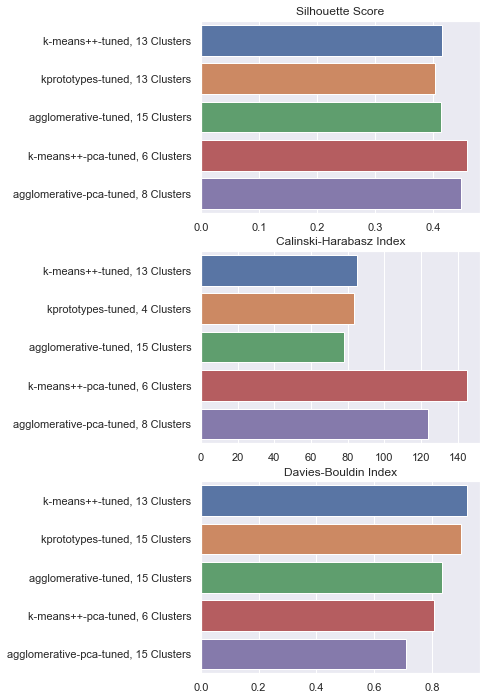 Silhouette Score
k-means++-tuned, 13 Clusters
kprototypes-tuned, 13 Clusters
agglomerative-tuned, 15 Clusters
k-means++-pca-tuned, 6 Clusters
agglomerative-pca-tuned, 8 Clusters
0.0 0.1 0.2 0.3 0.4
Calinski-Harabasz Index
k-means++-tuned, 13 Clusters
kprototypes-tuned, 4 Clusters
agglomerative-tuned, 15 Clusters
k-means++-pca-tuned, 6 Clusters
agglomerative-pca-tuned, 8 Clusters
0 20 40 60 80 100 120 140
Davies-Bouldin Index
k-means++-tuned, 13 Clusters
kprototypes-tuned, 15 Clusters
agglomerative-tuned, 15 Clusters
k-means++-pca-tuned, 6 Clusters
agglomerative-pca-tuned, 15 Clusters
0.0 0.2 0.4 0.6 0.8